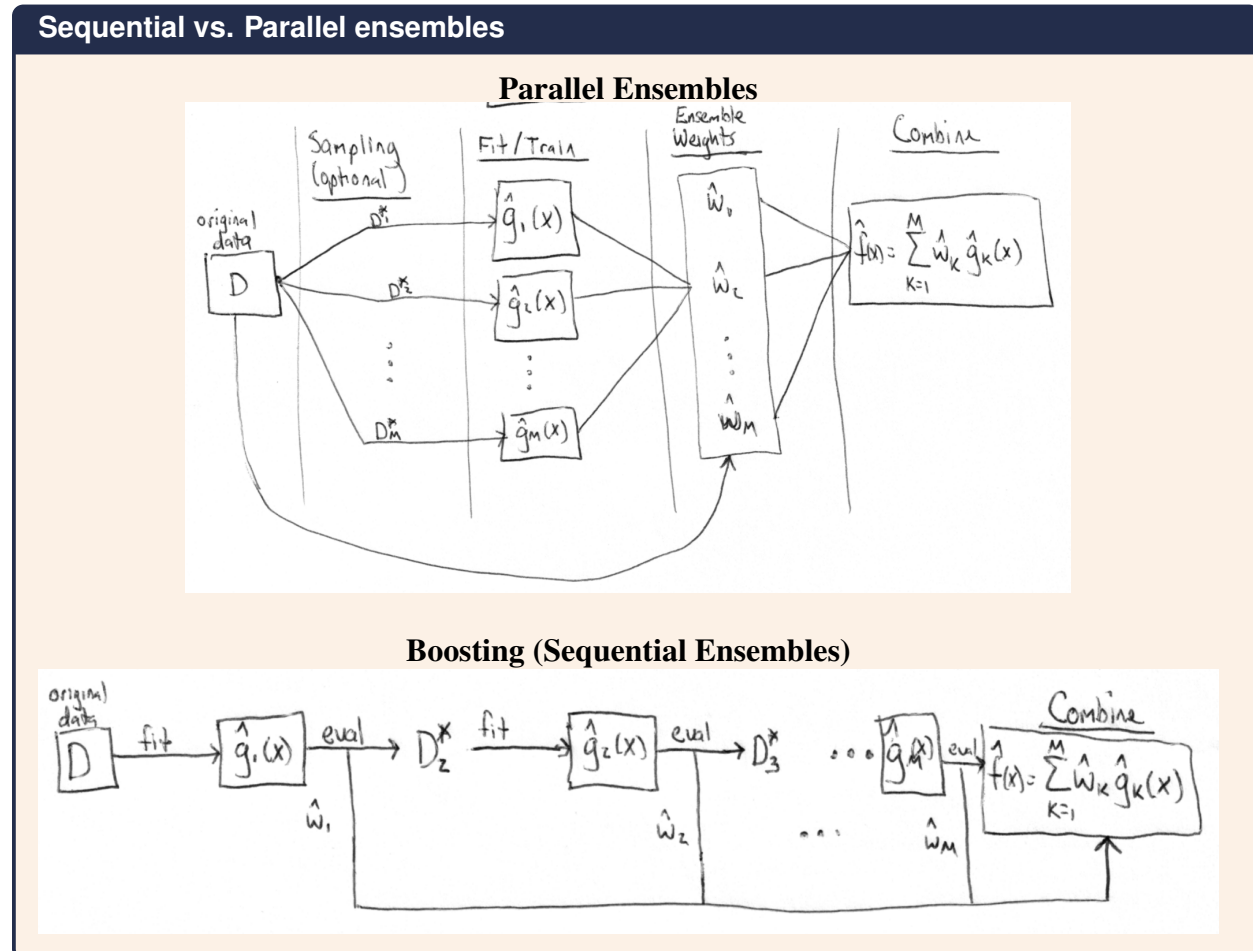 Sequential vs. Parallel ensembles
Parallel Ensembles
Sampling
(optional)
Fit/Train
Ensemble
Weights
Combine
original
data
D
D*₁
ĝ₁(x)
D*₂
ĝ₂(x)
D*M
ĝM(x)
ŵ₁
ŵ₂
ŵM
f̂(x) = ∑ᴹK=1 ŵK ĝK(x)
Boosting (Sequential Ensembles)
original
data
D
fit
ĝ₁(x)
eval
D*₂
fit
ĝ₂(x)
eval
D*₃
...
ĝM(x)
eval
Combine
f̂(x) = ∑ᴹK=1 ŵK ĝK(x)
ŵ₁
ŵ₂
...
ŵM